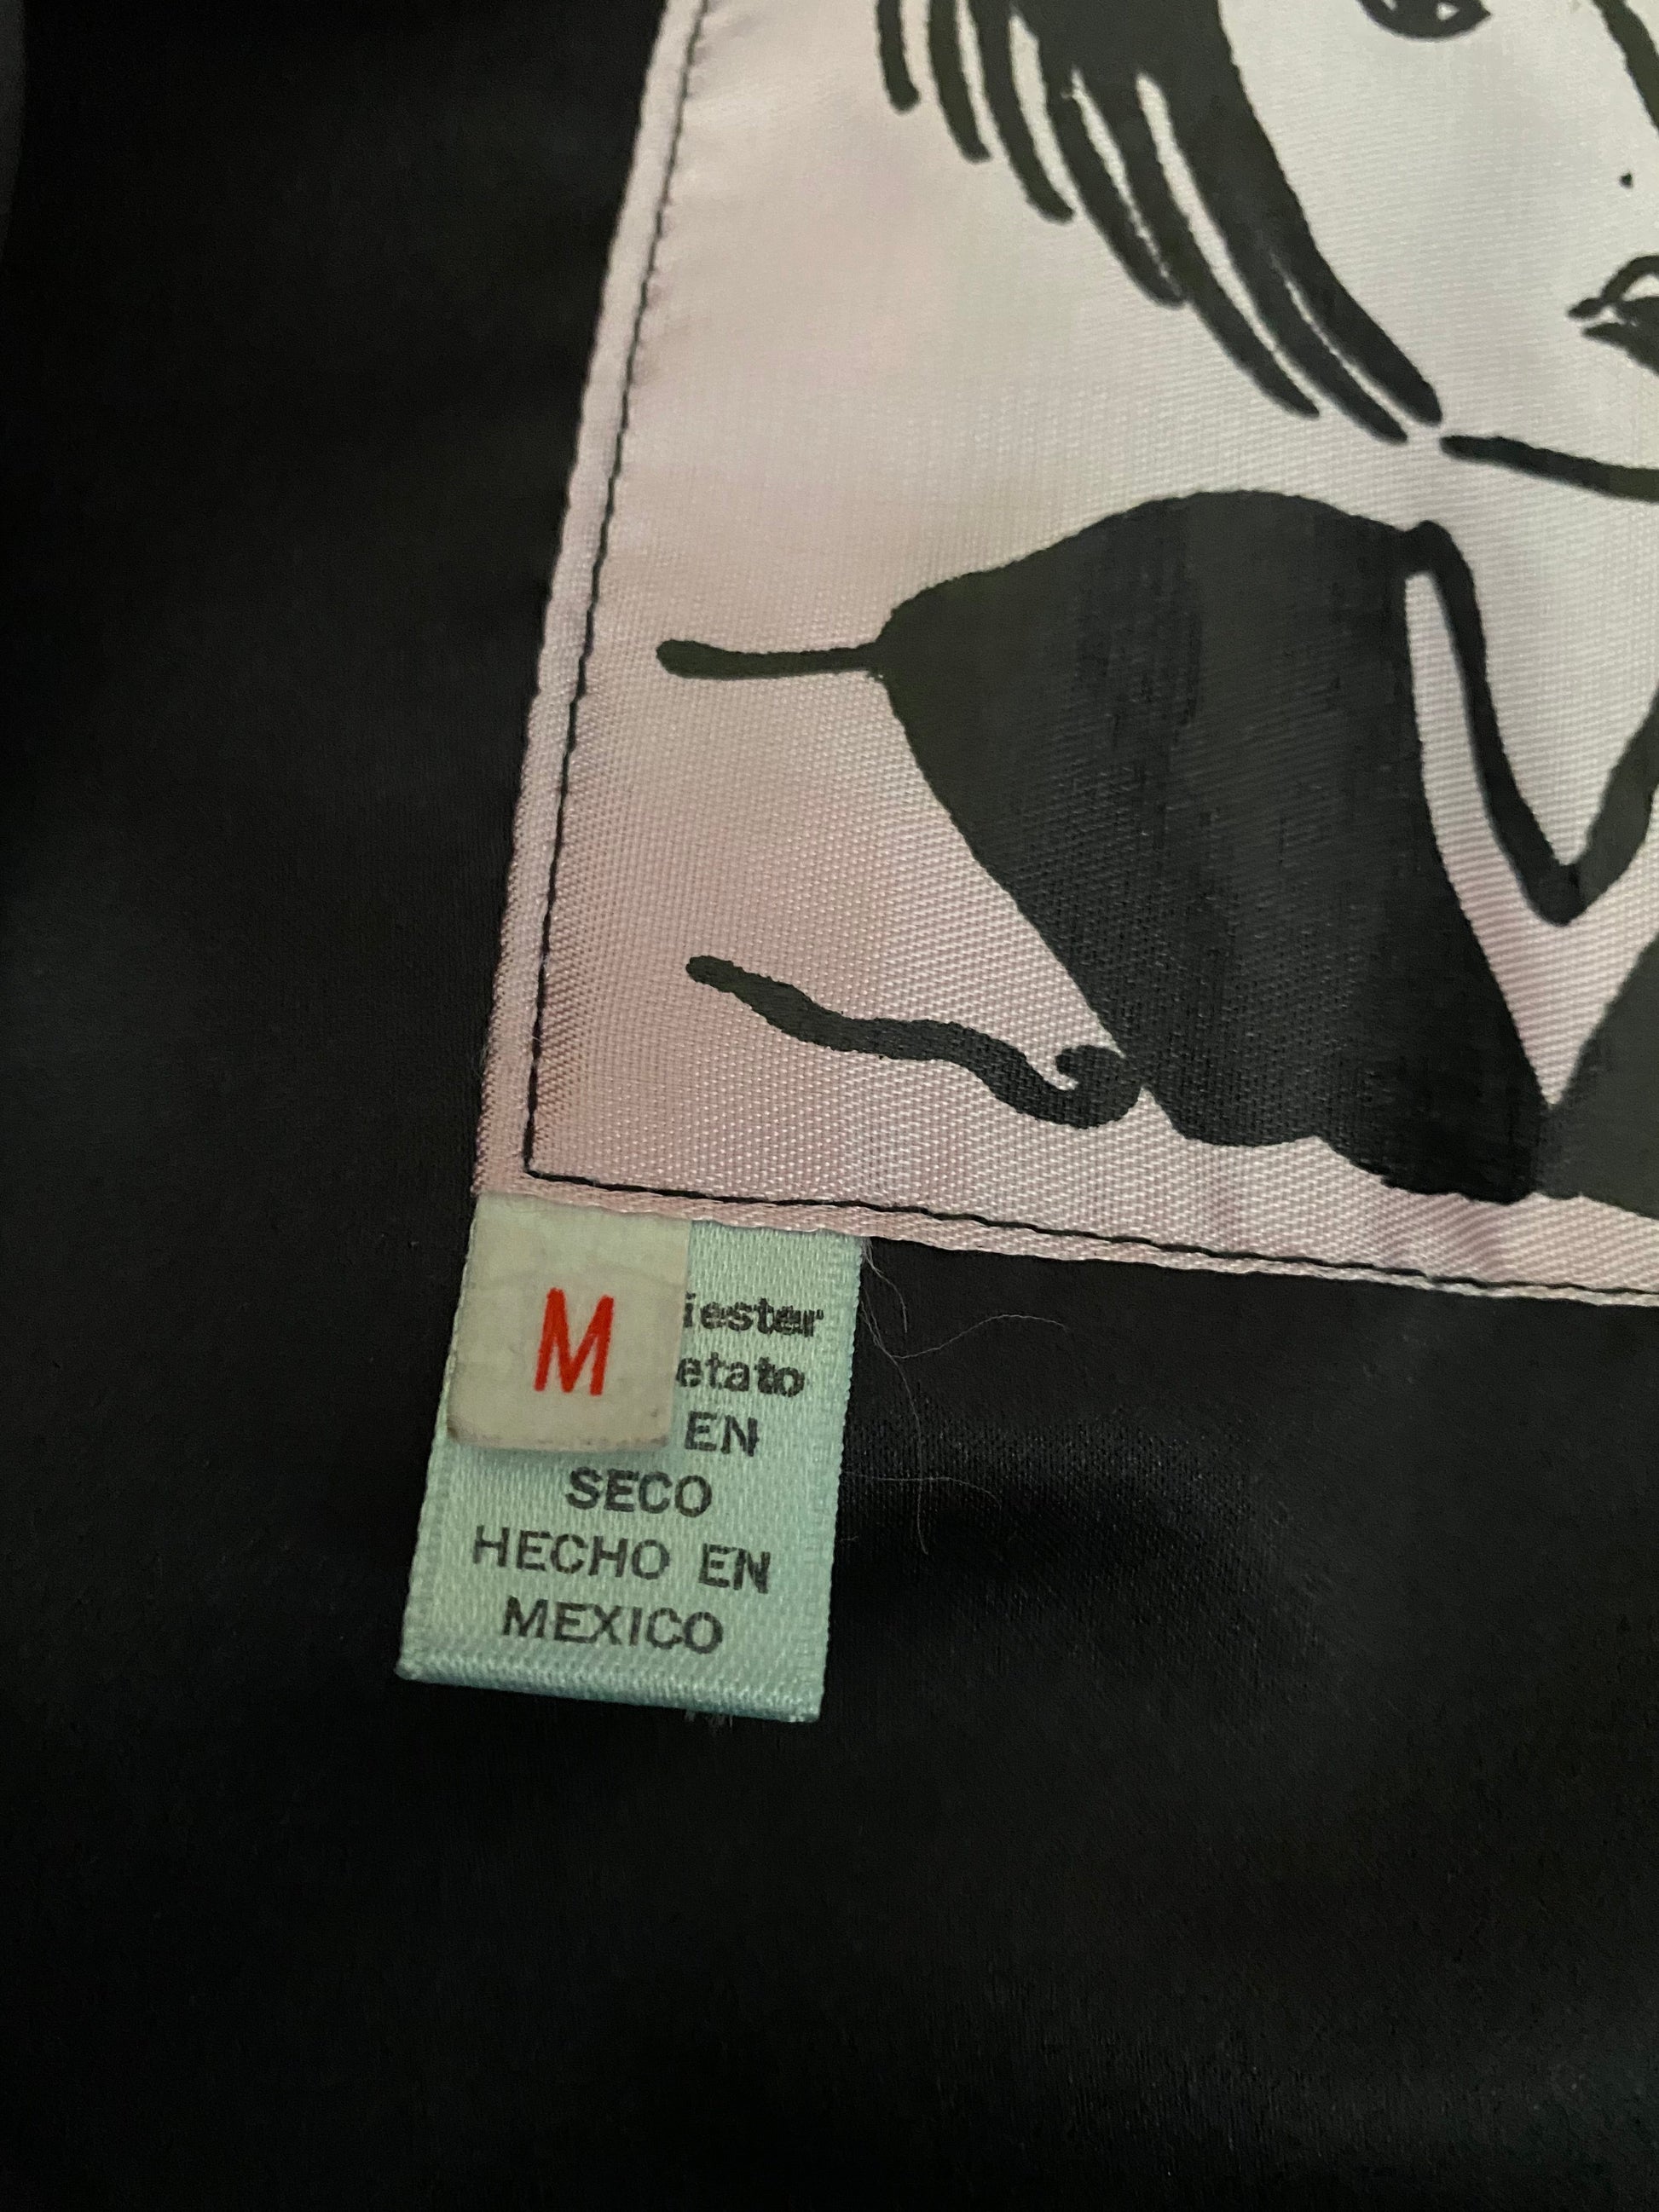 M
iester
etato
EN
SECO
HECHO EN
MEXICO